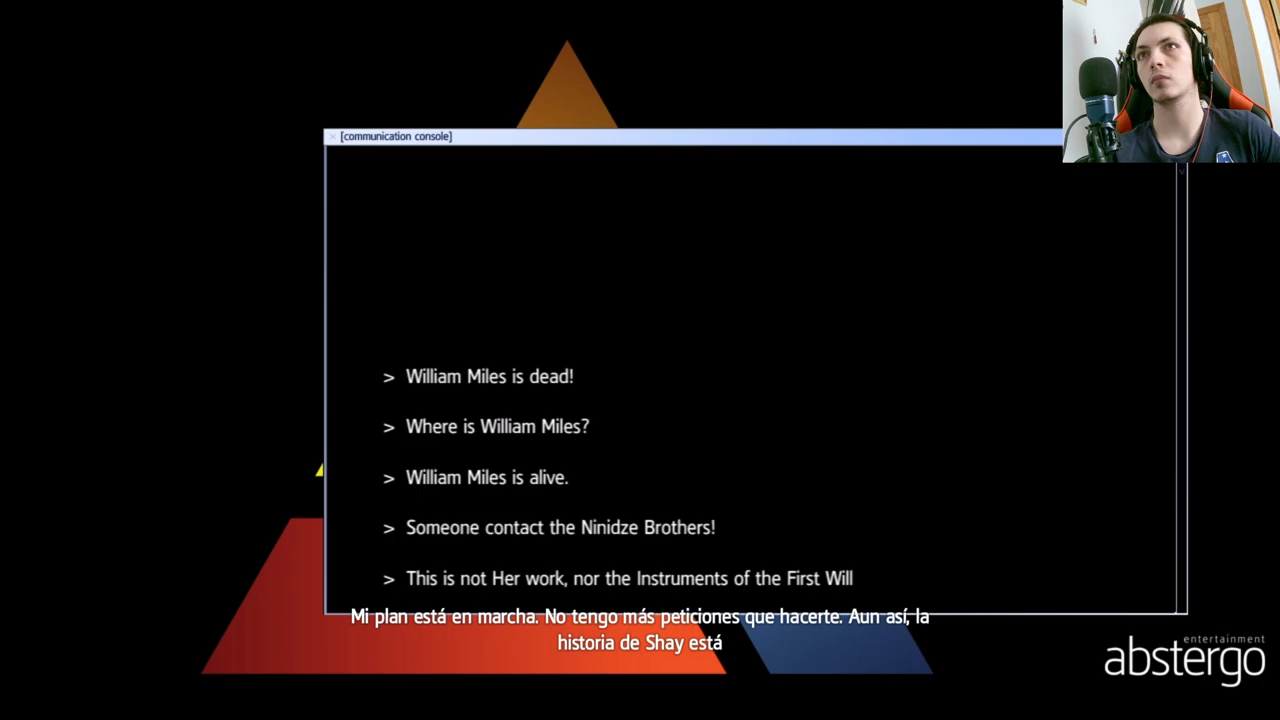 [communication console]
> William Miles is dead!
> Where is William Miles?
> William Miles is alive.
> Someone contact the Ninidze Brothers!
> This is not Her work, nor the Instruments of the First Will
Mi plan está en marcha. No tengo más peticiones que hacerte. Aun así, la
historia de Shay está
entertainment
abstergo